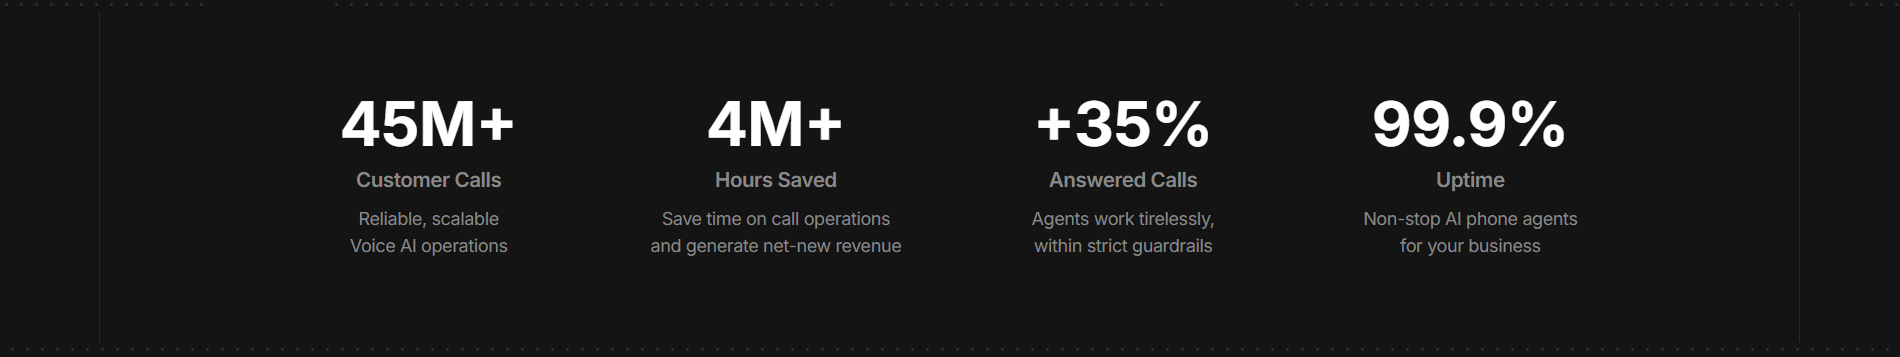 45M+
Customer Calls
Reliable, scalable
Voice AI operations
4M+
Hours Saved
Save time on call operations
and generate net-new revenue
+35%
Answered Calls
Agents work tirelessly,
within strict guardrails
99.9%
Uptime
Non-stop AI phone agents
for your business